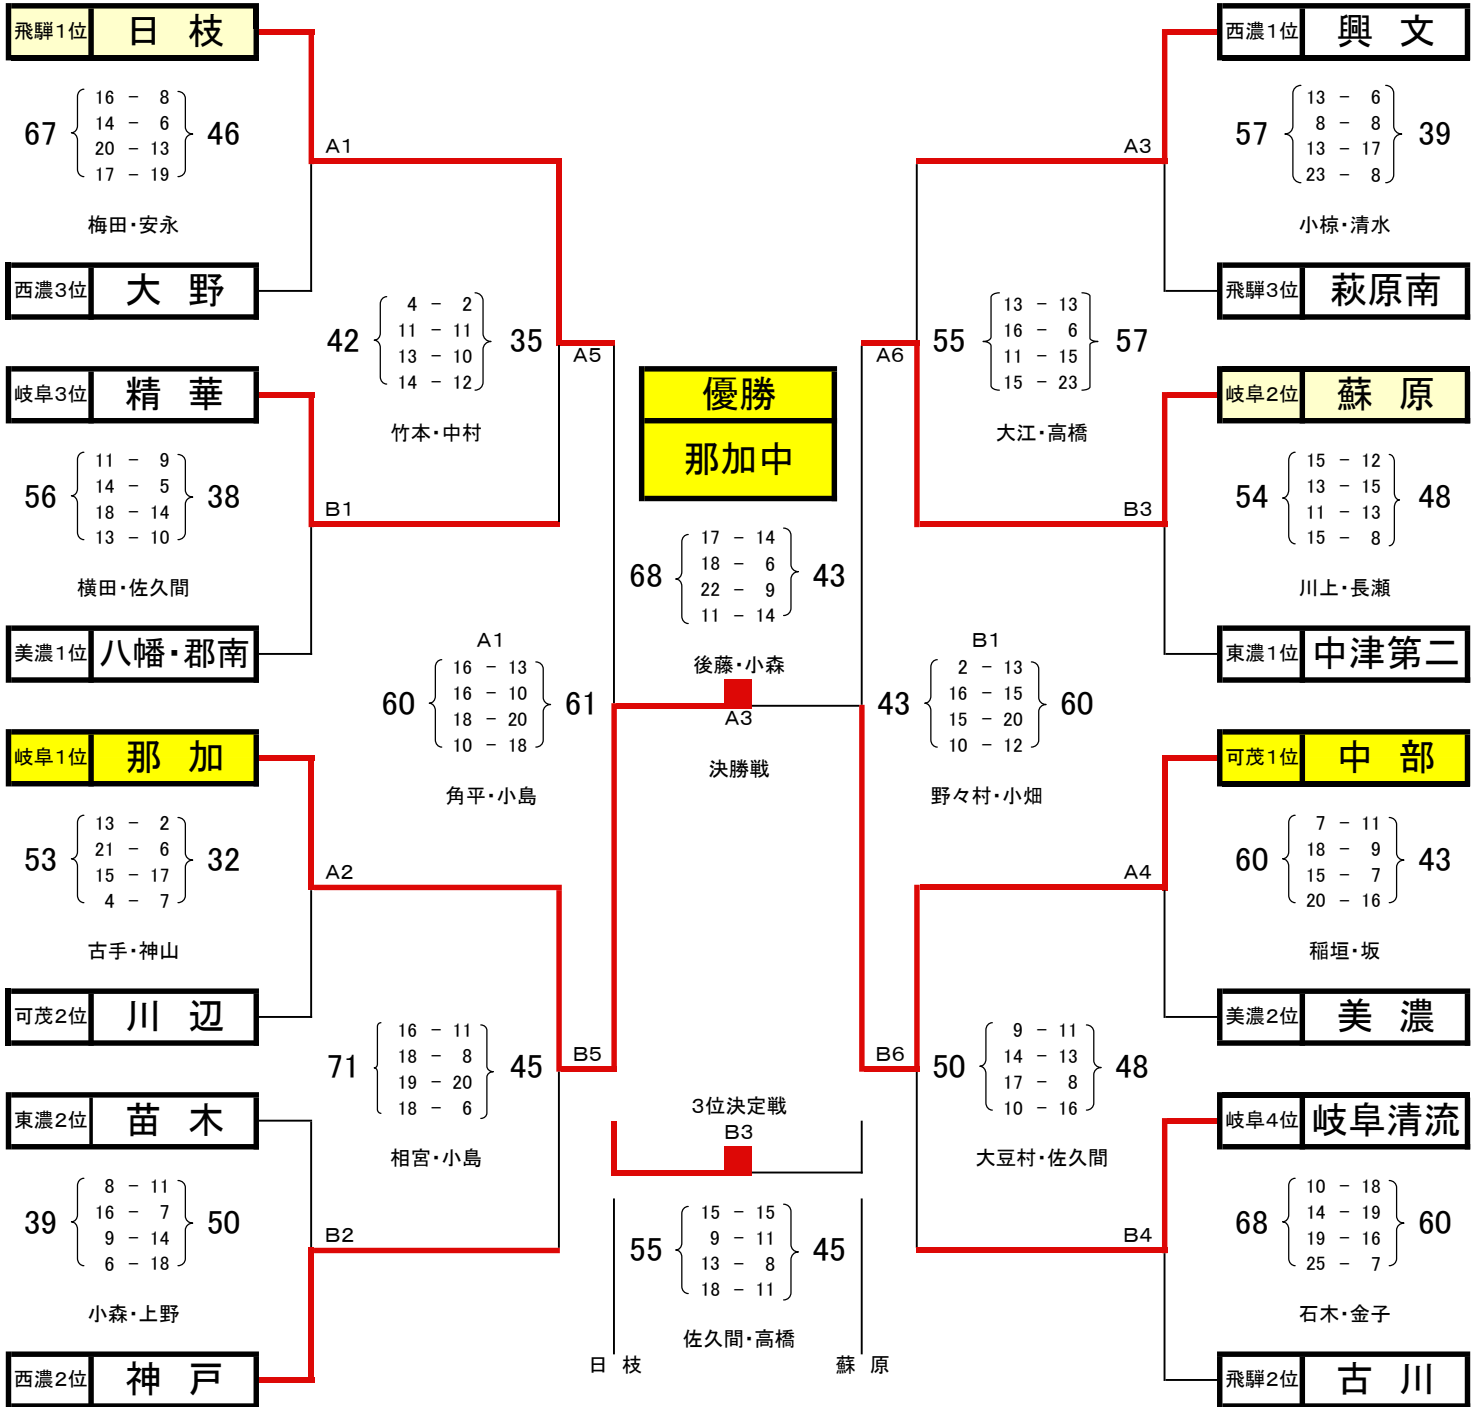 飛騨1位 日枝
16 - 8
14 - 6
67 46
20 - 13
17 - 19
梅田・安永
A1
西濃3位 大野
4 - 2
11 - 11
42 35
13 - 10
14 - 12
竹本・中村
A5
岐阜3位 精華
11 - 9
14 - 5
56 38
18 - 14
13 - 10
横田・佐久間
B1
美濃1位 八幡・郡南
A1
16 - 13
16 - 10
60 61
18 - 20
10 - 18
角平・小島
岐阜1位 那加
13 - 2
21 - 6
53 32
15 - 17
4 - 7
古手・神山
A2
可茂2位 川辺
16 - 11
18 - 8
71 45
19 - 20
18 - 6
相宮・小島
B5
東濃2位 苗木
8 - 11
16 - 7
39 50
9 - 14
6 - 18
小森・上野
B2
西濃2位 神戸
優勝
那加中
17 - 14
18 - 6
68 43
22 - 9
11 - 14
後藤・小森
A3
決勝戦
3位決定戦
B3
15 - 15
9 - 11
55 45
13 - 8
18 - 11
佐久間・高橋
日枝 蘇原
西濃1位 興文
13 - 6
8 - 8
57 39
13 - 17
23 - 8
小椋・清水
A3
飛騨3位 萩原南
13 - 13
16 - 6
55 57
11 - 15
15 - 23
大江・高橋
A6
岐阜2位 蘇原
15 - 12
13 - 15
54 48
11 - 13
15 - 8
川上・長瀬
B3
東濃1位 中津第二
B1
2 - 13
16 - 15
43 60
15 - 20
10 - 12
野々村・小畑
可茂1位 中部
7 - 11
18 - 9
60 43
15 - 7
20 - 16
稲垣・坂
A4
美濃2位 美濃
9 - 11
14 - 13
50 48
17 - 8
10 - 16
大豆村・佐久間
B6
岐阜4位 岐阜清流
10 - 18
14 - 19
68 60
19 - 16
25 - 7
石木・金子
B4
飛騨2位 古川